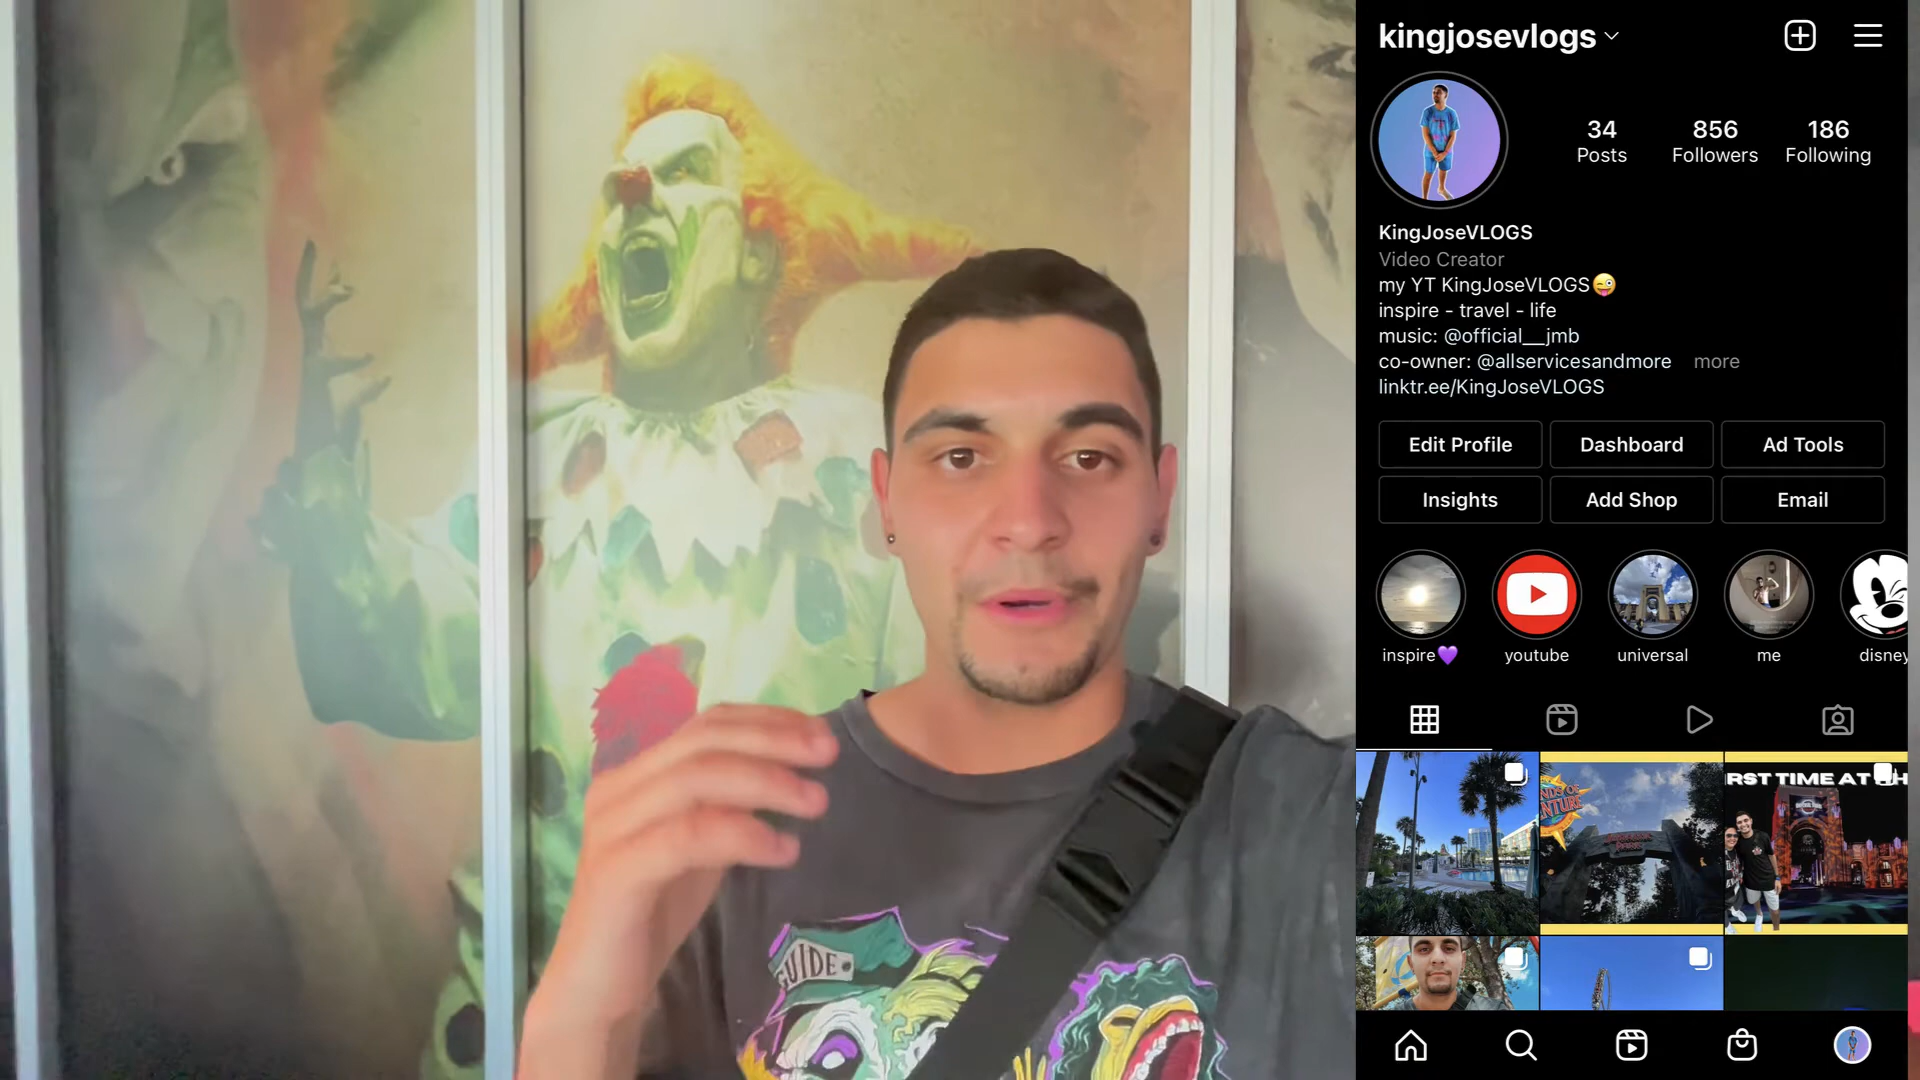 kingjosevlogs
34 856 186
Posts Followers Following
KingJoseVLOGS
Video Creator
my YT KingJoseVLOGS😜
inspire - travel - life
music: @official__jmb
co-owner: @allservicesandmore more
linktr.ee/KingJoseVLOGS
Edit Profile Dashboard Ad Tools
Insights Add Shop Email
inspire💜 youtube universal me disney
RST TIME AT
GUIDE